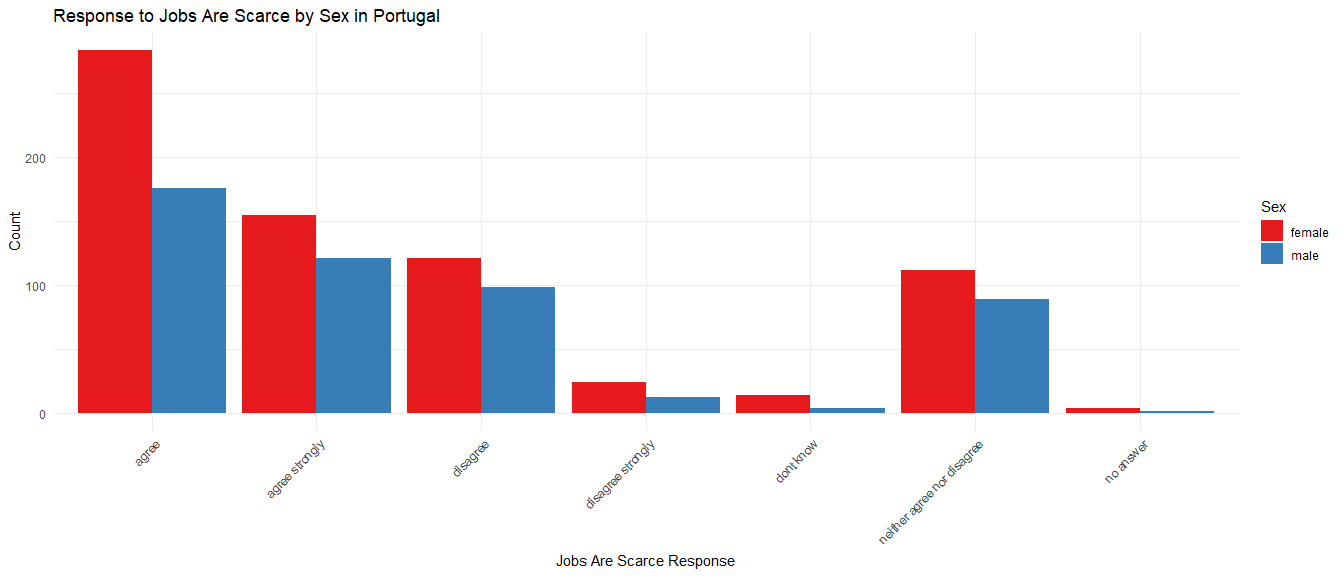 Response to Jobs Are Scarce by Sex in Portugal
Count
200
100
0
agree
agree strongly
disagree
disagree strongly
dont know
neither agree nor disagree
no answer
Jobs Are Scarce Response
Sex
female
male